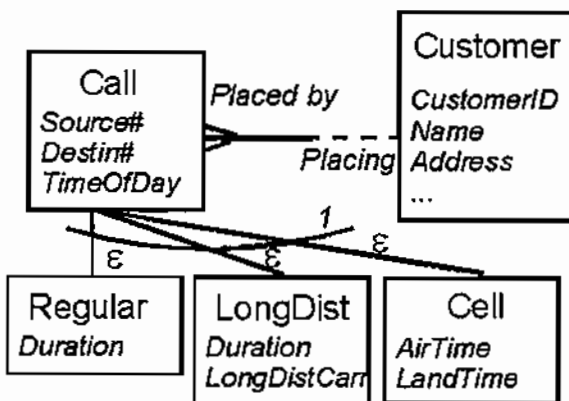 Call
Source#
Destin#
TimeOfDay
Placed by
Placing
Customer
CustomerID
Name
Address
...
1
ε
ε
ε
Regular
Duration
LongDist
Duration
LongDistCarr
Cell
AirTime
LandTime